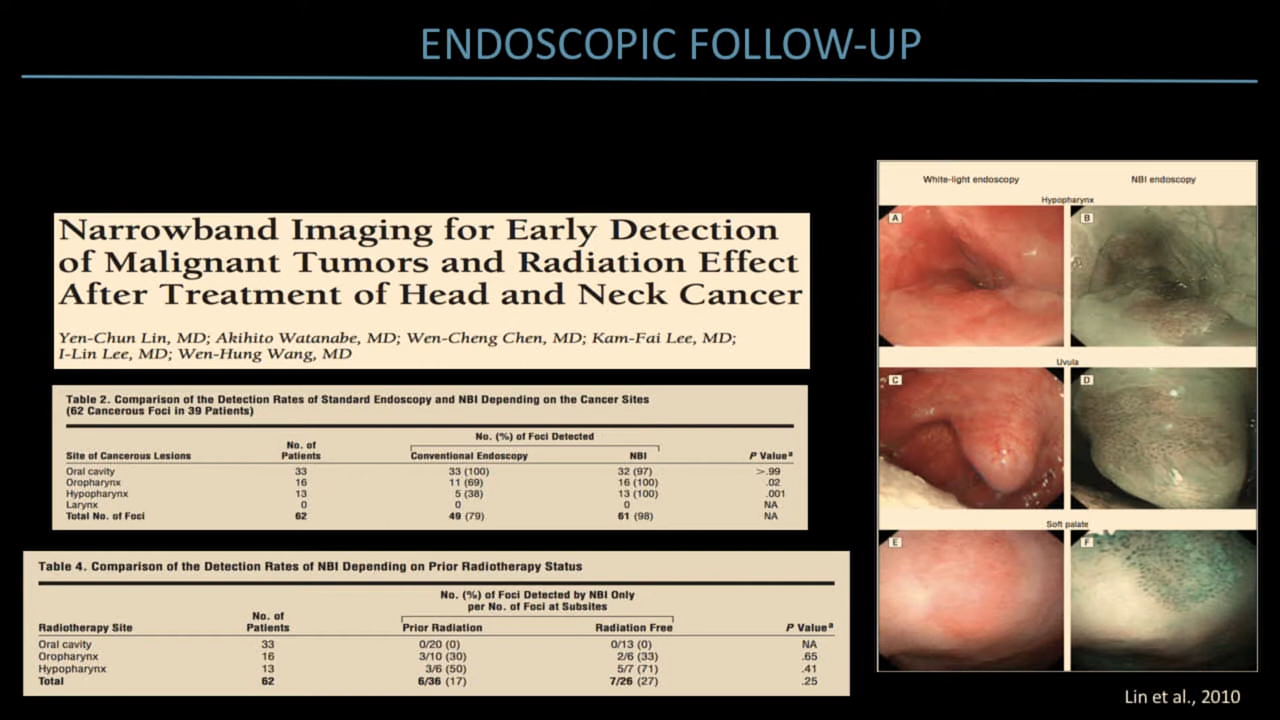 ENDOSCOPIC FOLLOW-UP
Narrowband Imaging for Early Detection
of Malignant Tumors and Radiation Effect
After Treatment of Head and Neck Cancer
Yen-Chun Lin, MD; Akihito Watanabe, MD; Wen-Cheng Chen, MD; Kam-Fai Lee, MD;
I-Lin Lee, MD; Wen-Hung Wang, MD
Table 2. Comparison of the Detection Rates of Standard Endoscopy and NBI Depending on the Cancer Sites
(62 Cancerous Foci in 39 Patients)
No. (%) of Foci Detected
Site of Cancerous Lesions No. of Patients Conventional Endoscopy NBI P Valueᵃ
Oral cavity 33 33 (100) 32 (97) >.99
Oropharynx 16 11 (69) 16 (100) .02
Hypopharynx 13 5 (38) 13 (100) .001
Larynx 0 0 0 NA
Total No. of Foci 62 49 (79) 61 (98) NA
Table 4. Comparison of the Detection Rates of NBI Depending on Prior Radiotherapy Status
No. (%) of Foci Detected by NBI Only
per No. of Foci at Subsites
Radiotherapy Site No. of Patients Prior Radiation Radiation Free P Valueᵃ
Oral cavity 33 0/20 (0) 0/13 (0) NA
Oropharynx 16 3/10 (30) 2/6 (33) .65
Hypopharynx 13 3/6 (50) 5/7 (71) .41
Total 62 6/36 (17) 7/26 (27) .25
White-light endoscopy NBI endoscopy
Hypopharynx
A B
Uvula
C D
Soft palate
E F
Lin et al., 2010